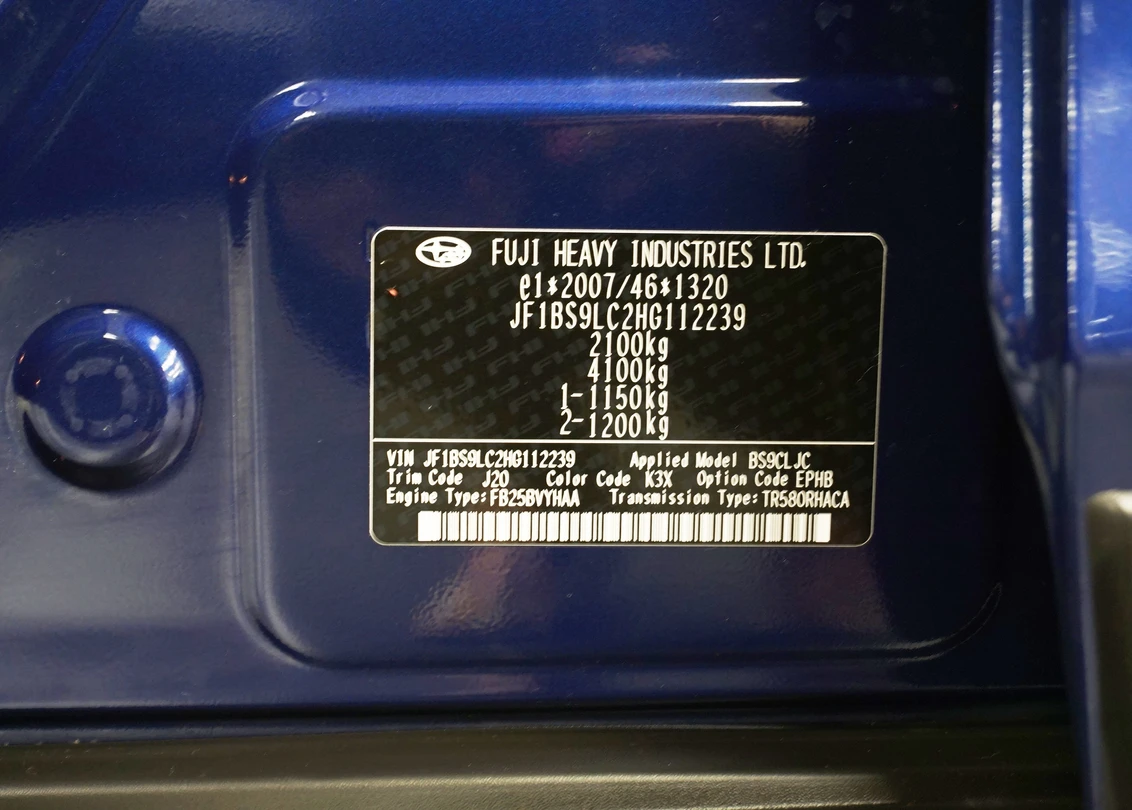 FUJI HEAVY INDUSTRIES LTD.
e1*2007/46*1320
JF1BS9LC2HG112239
2100kg
4100kg
1-1150kg
2-1200kg
VIN JF1BS9LC2HG112239 Applied Model BS9CLJC
Trim Code J20 Color Code K3X Option Code EPHB
Engine Type:FB25BVYHAA Transmission Type:TR580RHACA